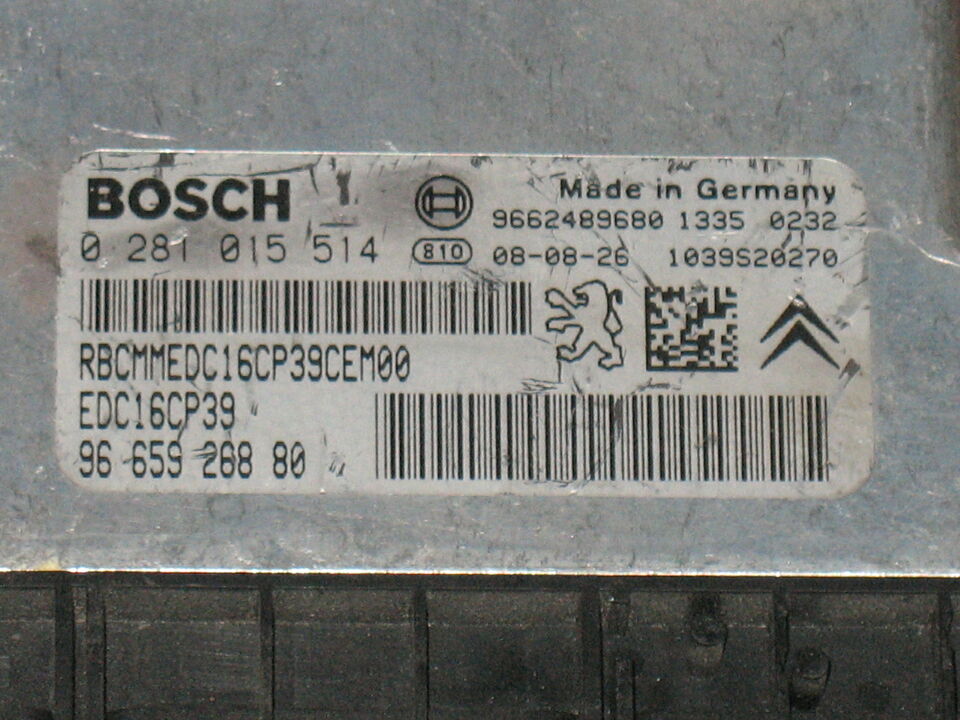 BOSCH
Made in Germany
9662489680 1335 0232
0 281 015 514
810
08-08-26 1039S20270
RBCMMEDC16CP39CEM00
EDC16CP39
96 659 268 80